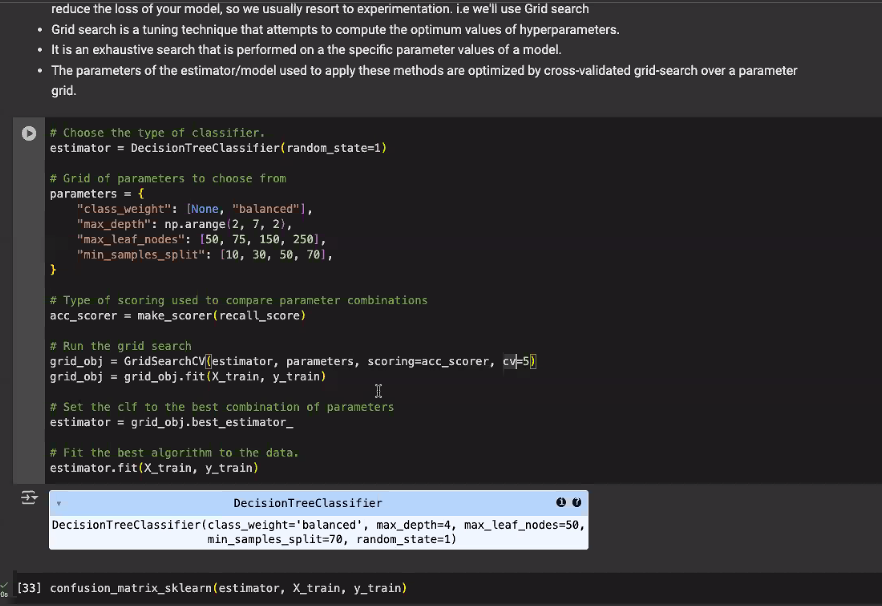 reduce the loss of your model, so we usually resort to experimentation. i.e we'll use Grid search
• Grid search is a tuning technique that attempts to compute the optimum values of hyperparameters.
• It is an exhaustive search that is performed on a the specific parameter values of a model.
• The parameters of the estimator/model used to apply these methods are optimized by cross-validated grid-search over a parameter
grid.
# Choose the type of classifier.
estimator = DecisionTreeClassifier(random_state=1)
# Grid of parameters to choose from
parameters = {
    "class_weight": [None, "balanced"],
    "max_depth": np.arange(2, 7, 2),
    "max_leaf_nodes": [50, 75, 150, 250],
    "min_samples_split": [10, 30, 50, 70],
}
# Type of scoring used to compare parameter combinations
acc_scorer = make_scorer(recall_score)
# Run the grid search
grid_obj = GridSearchCV(estimator, parameters, scoring=acc_scorer, cv=5)
grid_obj = grid_obj.fit(X_train, y_train)
# Set the clf to the best combination of parameters
estimator = grid_obj.best_estimator_
# Fit the best algorithm to the data.
estimator.fit(X_train, y_train)
DecisionTreeClassifier i ?
DecisionTreeClassifier(class_weight='balanced', max_depth=4, max_leaf_nodes=50,
                       min_samples_split=70, random_state=1)
[33] confusion_matrix_sklearn(estimator, X_train, y_train)
0s